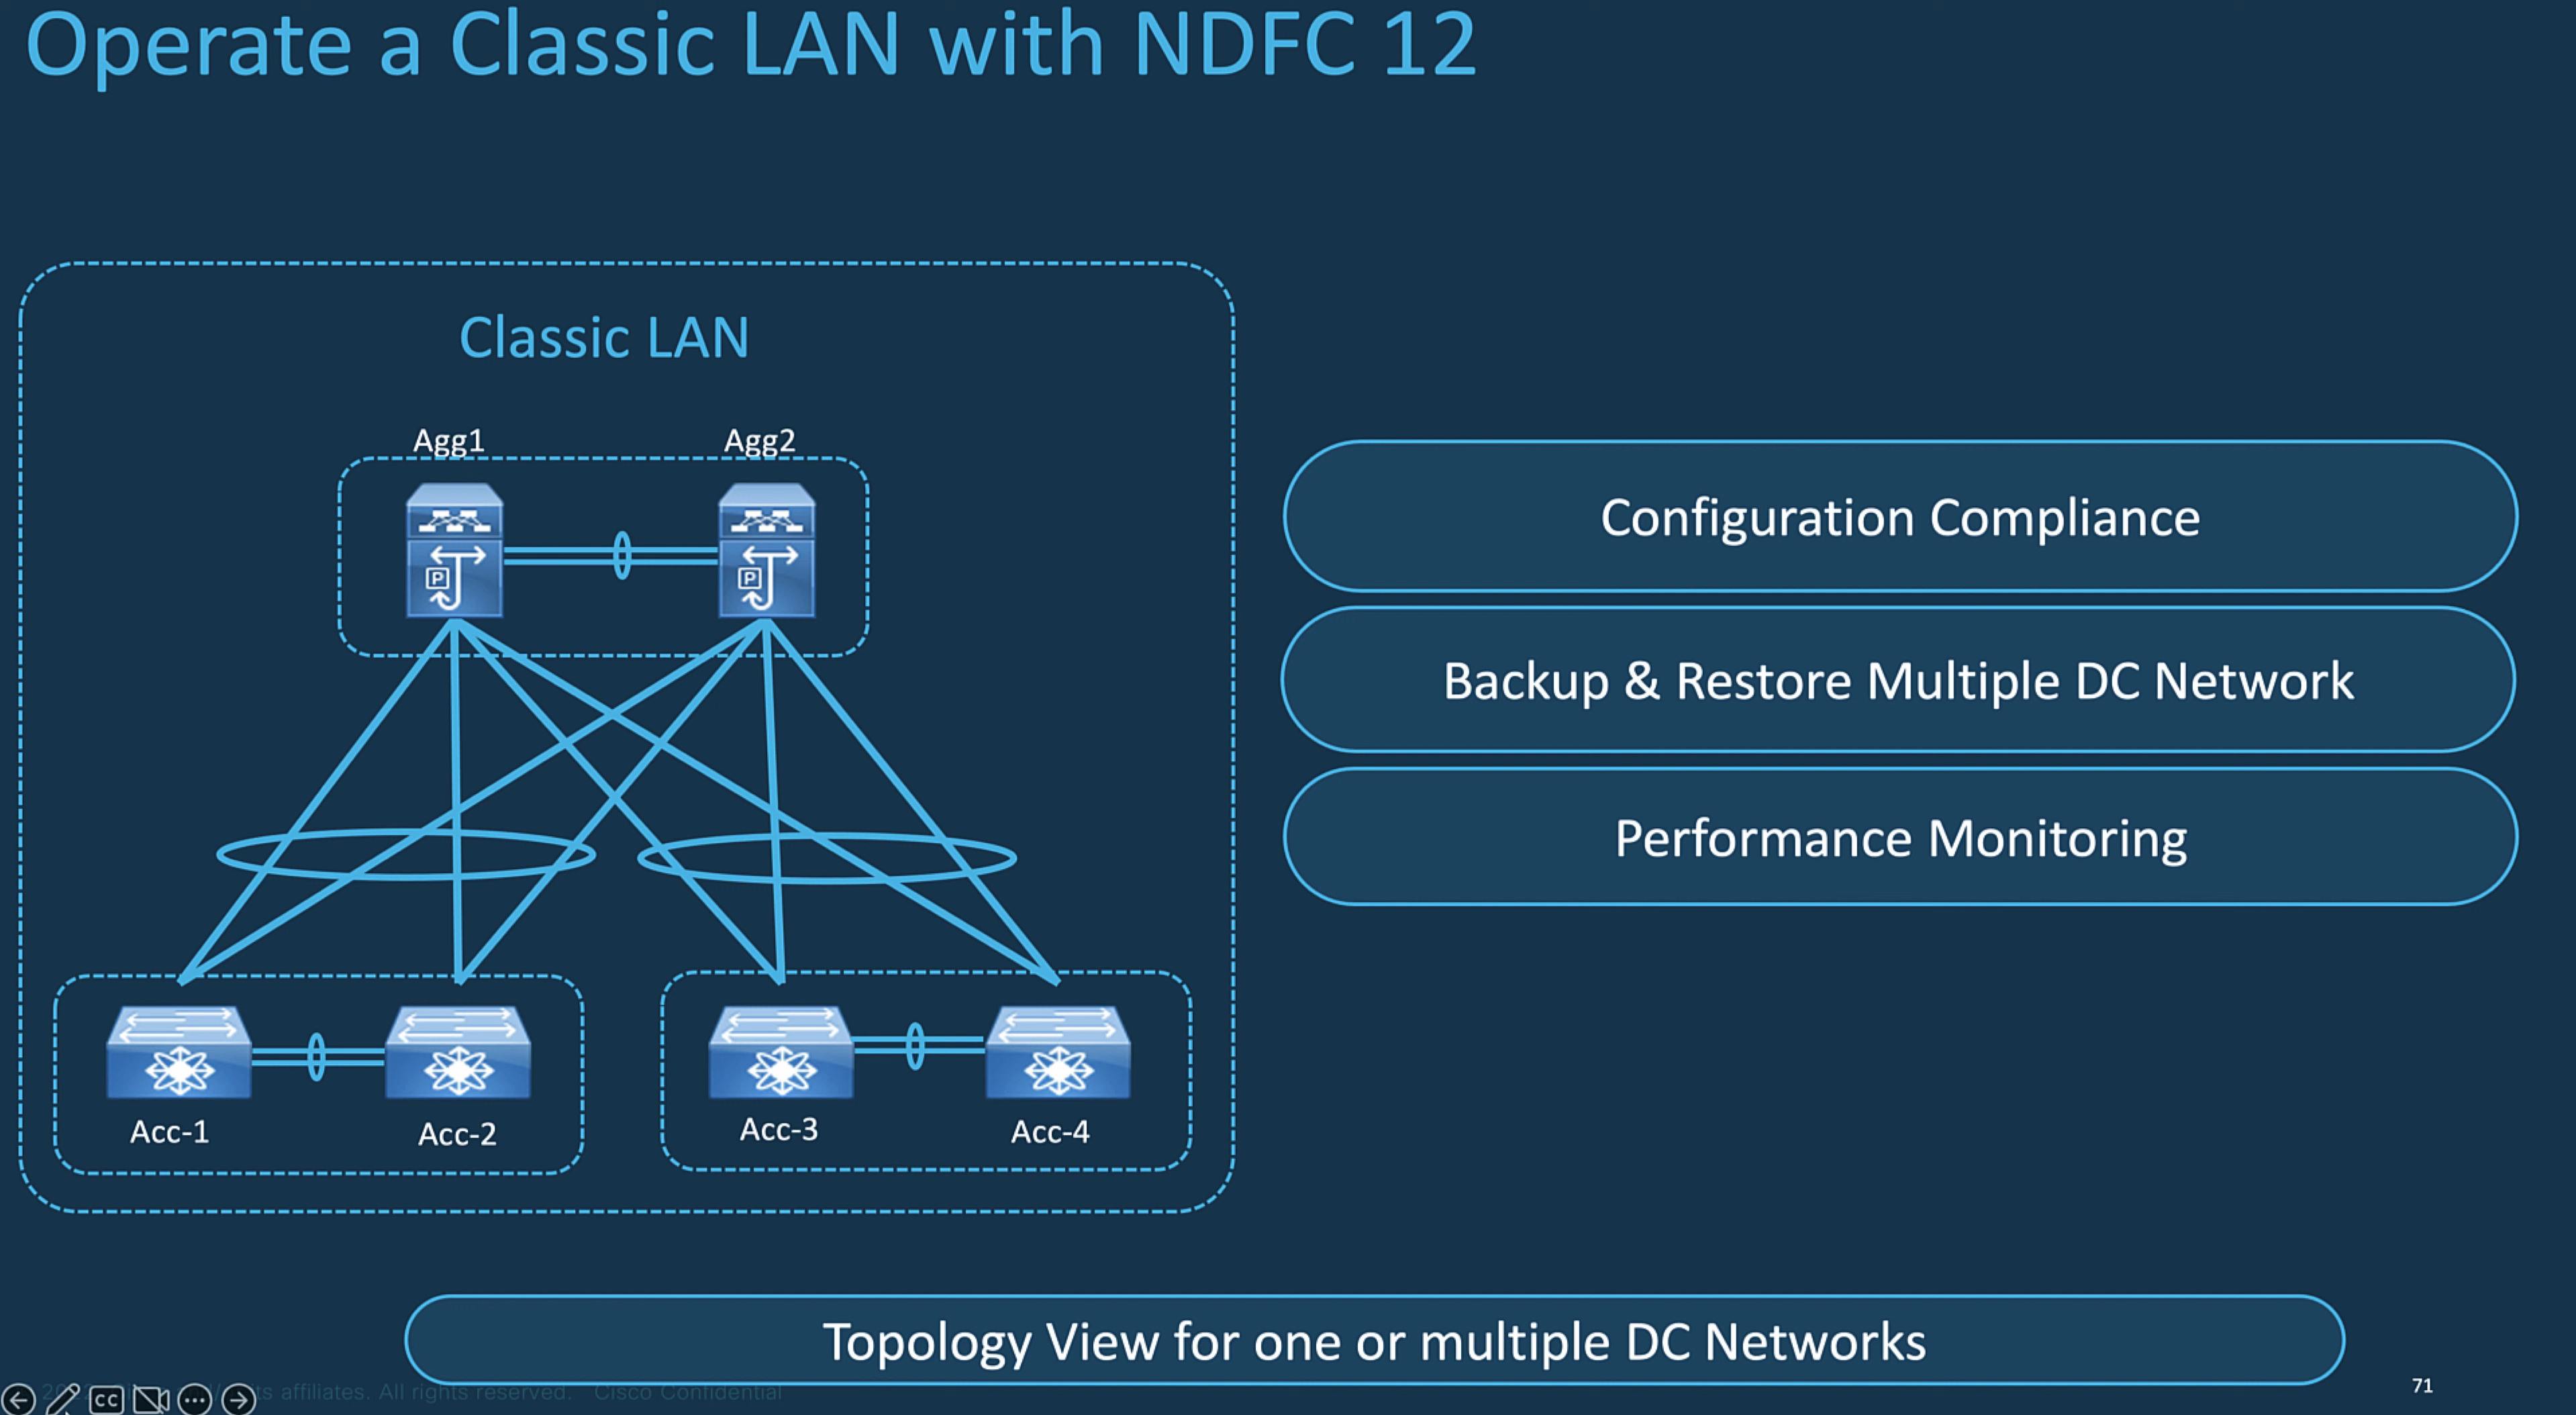 Operate a Classic LAN with NDFC 12
Classic LAN
Agg1
Agg2
P
P
Configuration Compliance
Backup & Restore Multiple DC Network
Performance Monitoring
Acc-1
Acc-2
Acc-3
Acc-4
Topology View for one or multiple DC Networks
affiliates. All rights reserved. Cisco Confidential
CC
71